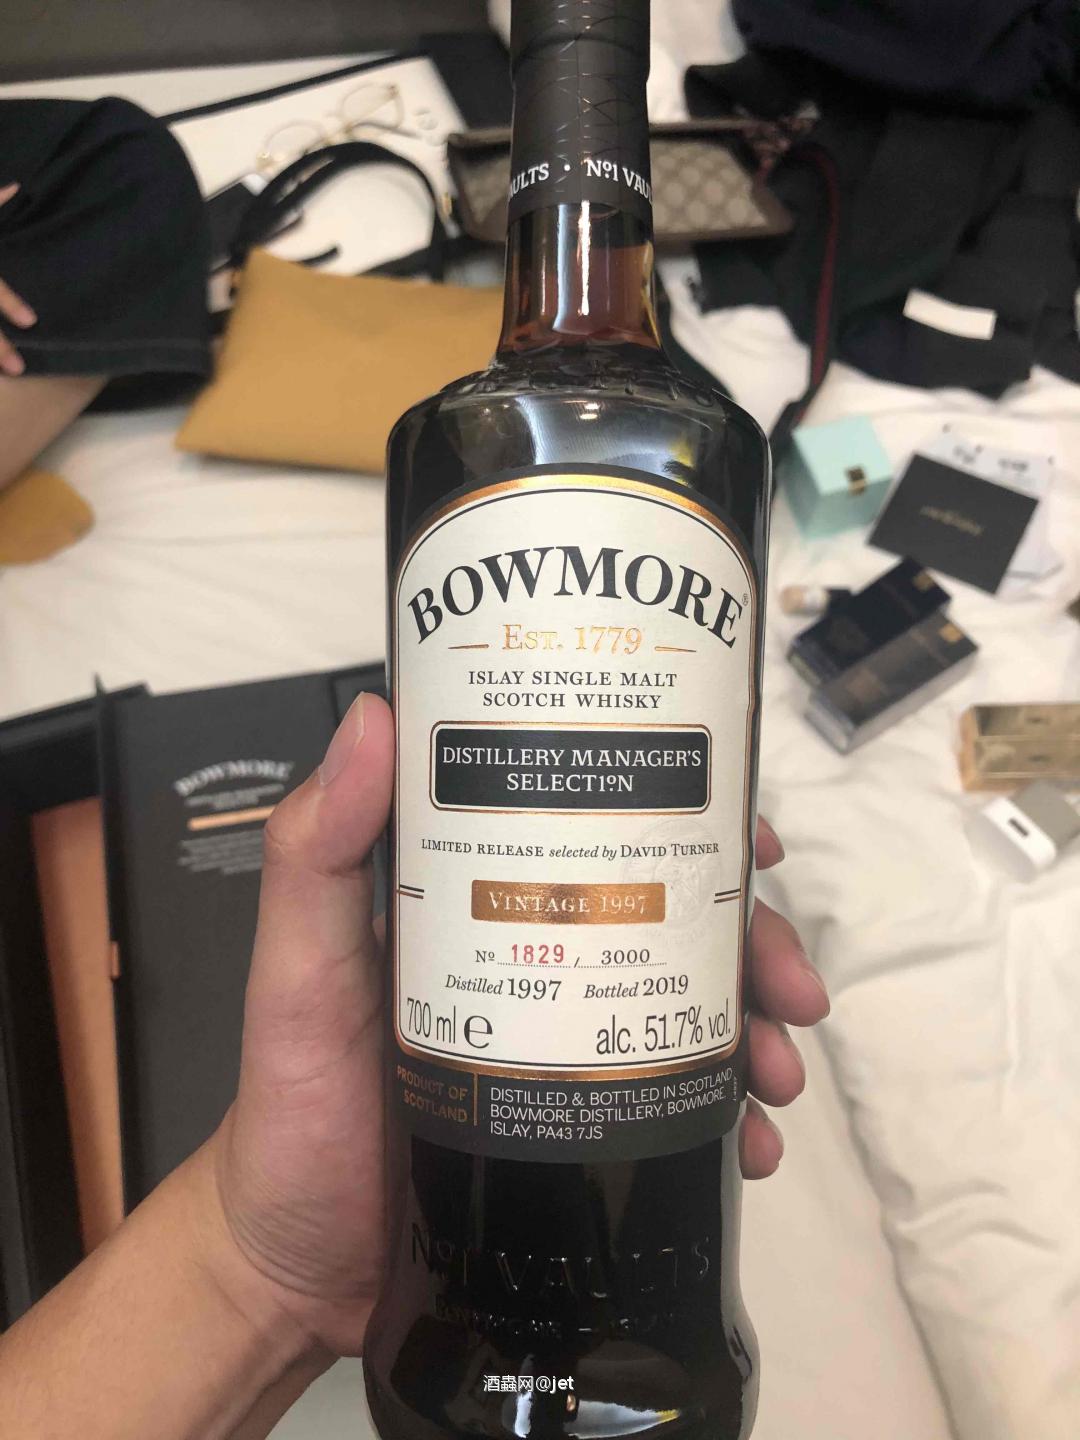 AULTS · Nº1 VAU
BOWMORE®
EST. 1779
ISLAY SINGLE MALT
SCOTCH WHISKY
DISTILLERY MANAGER'S
SELECT1ºN
LIMITED RELEASE selected by DAVID TURNER
VINTAGE 1997
Nº 1829 / 3000
Distilled 1997 Bottled 2019
700 ml e alc. 51.7% vol.
PRODUCT OF
SCOTLAND
DISTILLED & BOTTLED IN SCOTLAND
BOWMORE DISTILLERY, BOWMORE,
ISLAY, PA43 7JS
BOWMORE
Nº1 VAULTS
酒蟲网@jet